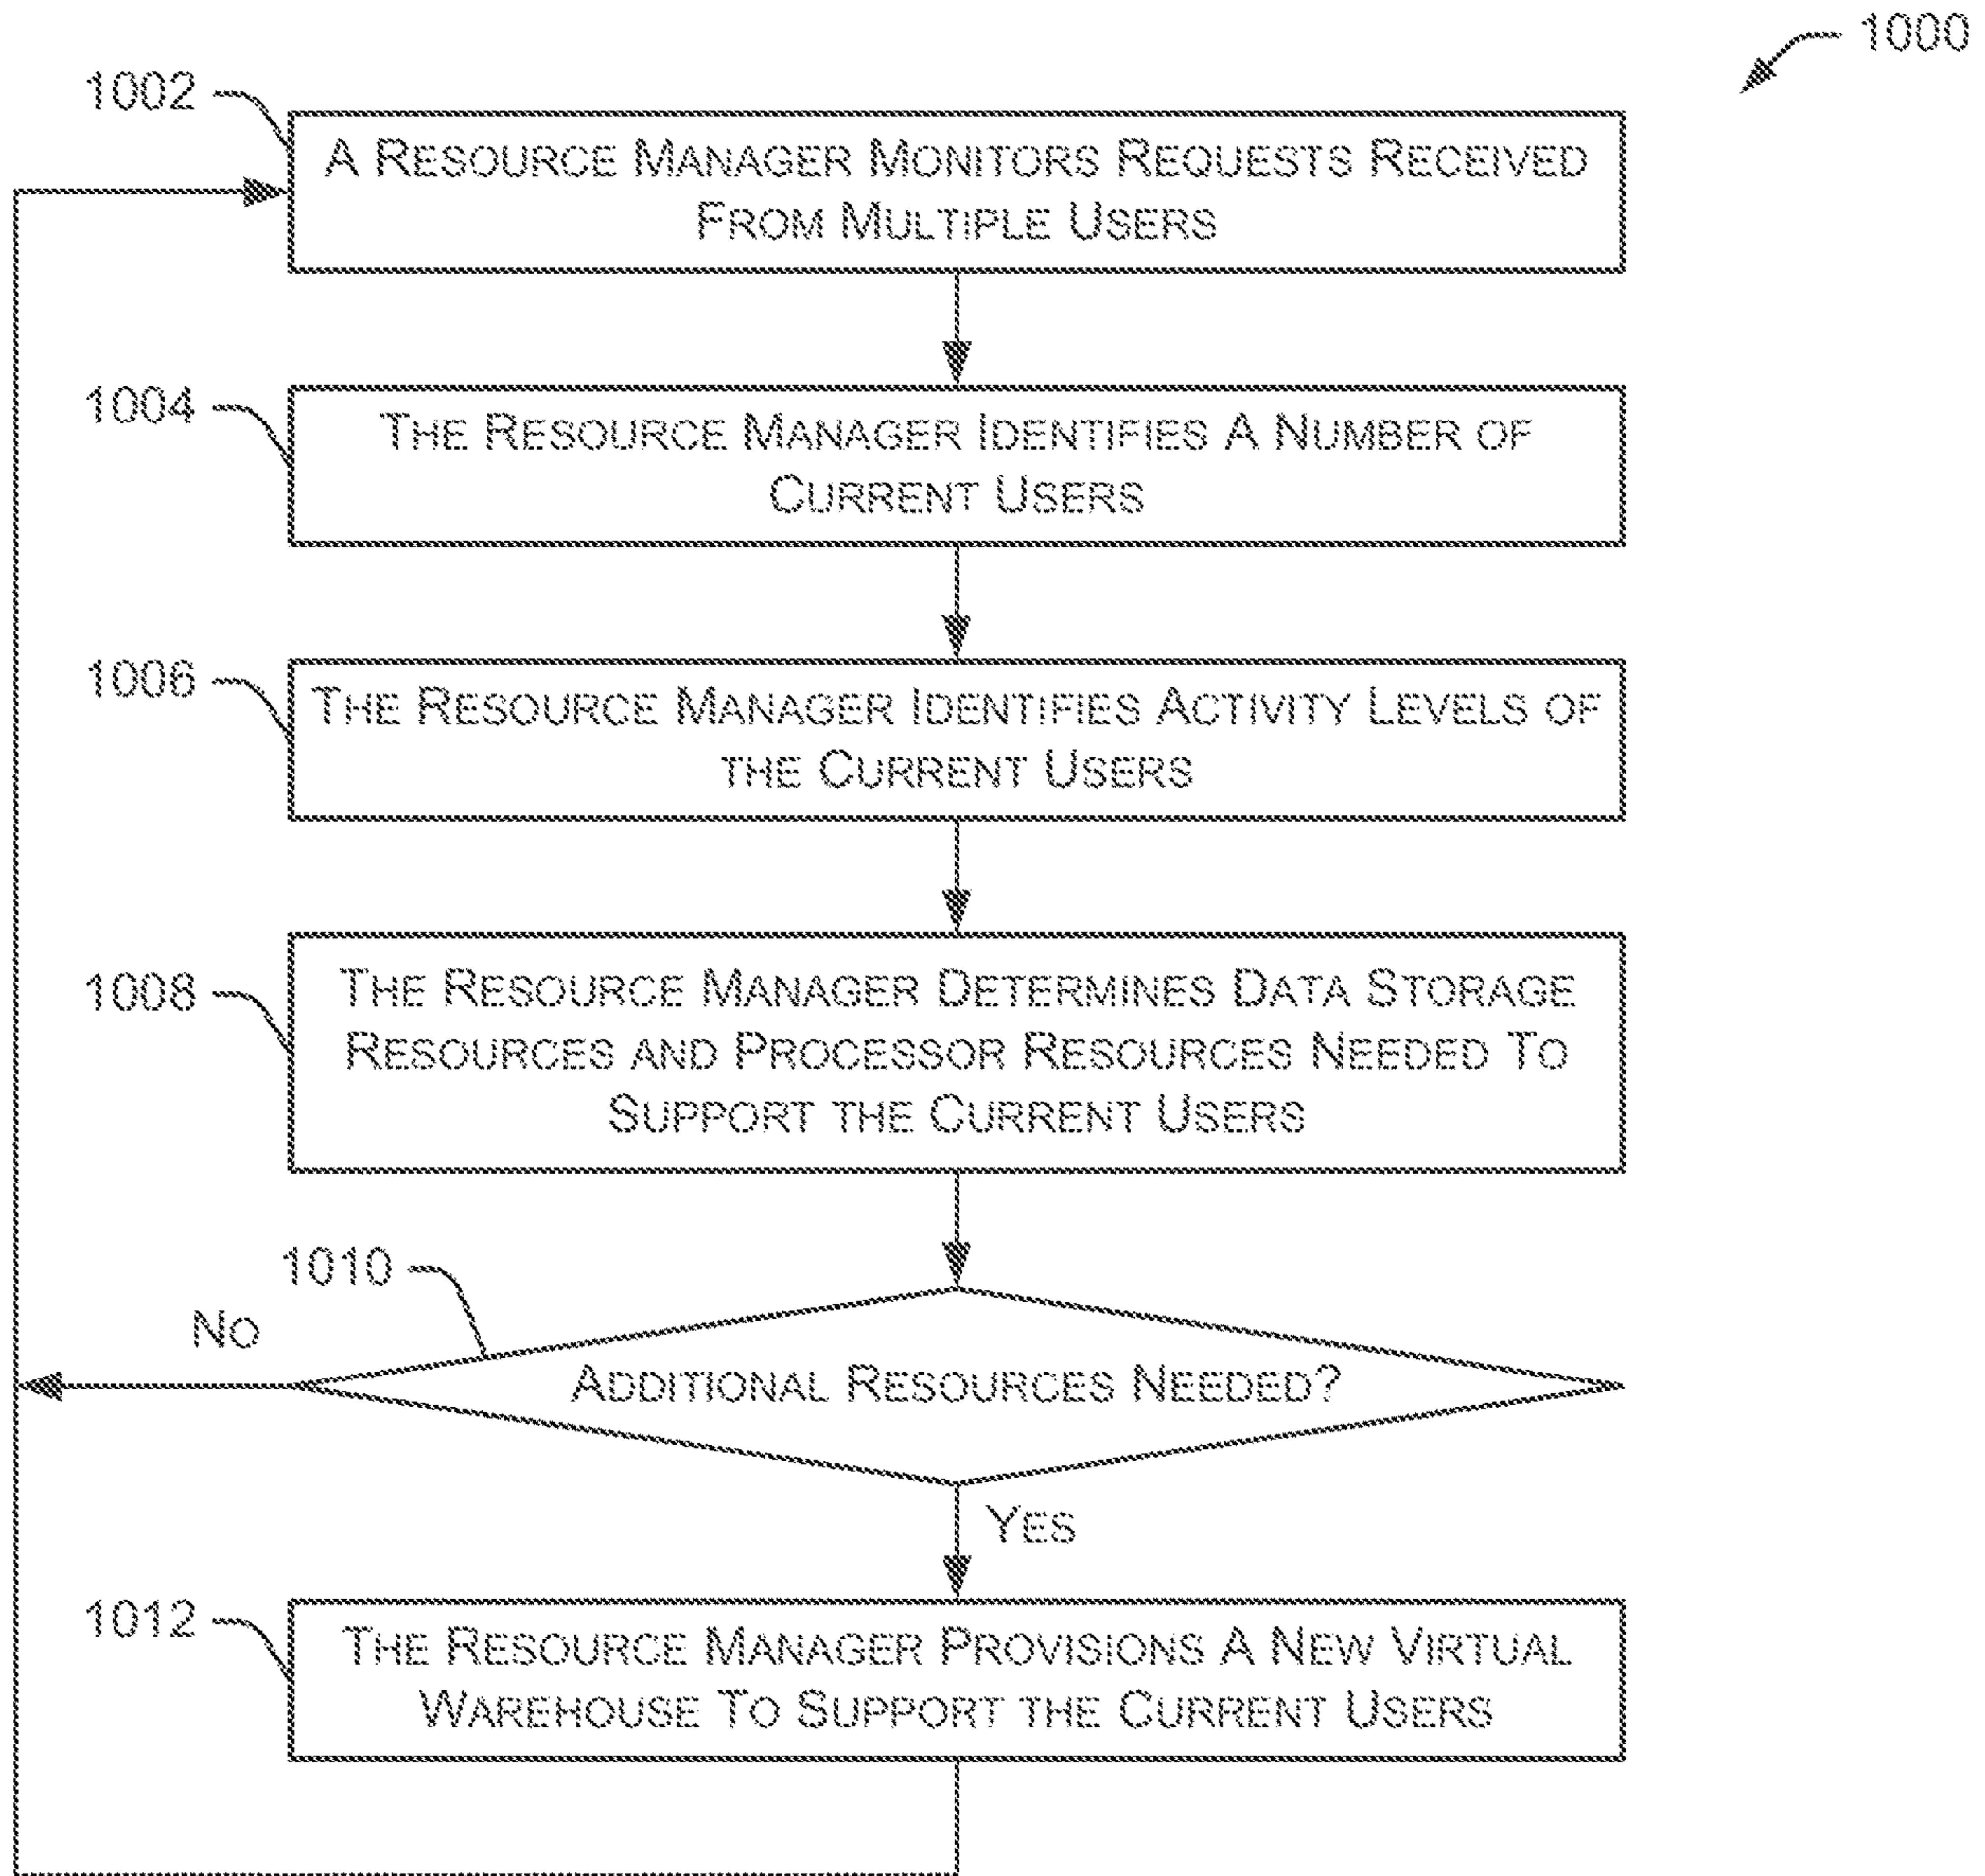 1000
1002
A RESOURCE MANAGER MONITORS REQUESTS RECEIVED
FROM MULTIPLE USERS
1004
THE RESOURCE MANAGER IDENTIFIES A NUMBER OF
CURRENT USERS
1006
THE RESOURCE MANAGER IDENTIFIES ACTIVITY LEVELS OF
THE CURRENT USERS
1008
THE RESOURCE MANAGER DETERMINES DATA STORAGE
RESOURCES AND PROCESSOR RESOURCES NEEDED TO
SUPPORT THE CURRENT USERS
1010
NO
ADDITIONAL RESOURCES NEEDED?
YES
1012
THE RESOURCE MANAGER PROVISIONS A NEW VIRTUAL
WAREHOUSE TO SUPPORT THE CURRENT USERS